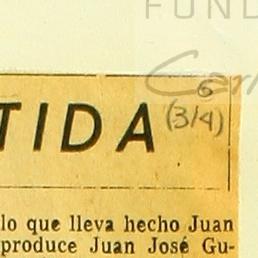 FUND
6
(3/4)
TIDA
lo que lleva hecho Juan
produce Juan José Gu-